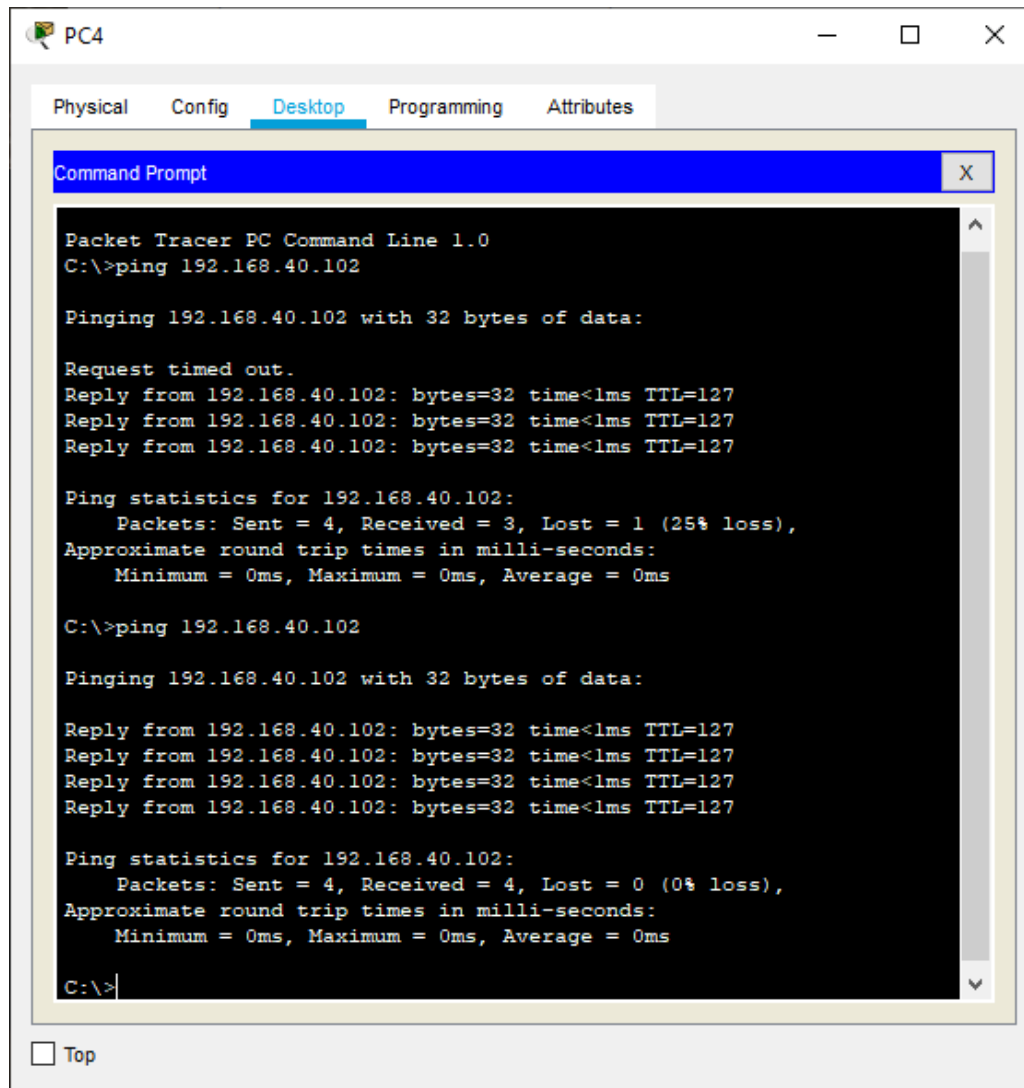 PC4
Physical Config Desktop Programming Attributes
Command Prompt
X
Packet Tracer PC Command Line 1.0
C:\>ping 192.168.40.102
Pinging 192.168.40.102 with 32 bytes of data:
Request timed out.
Reply from 192.168.40.102: bytes=32 time<1ms TTL=127
Reply from 192.168.40.102: bytes=32 time<1ms TTL=127
Reply from 192.168.40.102: bytes=32 time<1ms TTL=127
Ping statistics for 192.168.40.102:
Packets: Sent = 4, Received = 3, Lost = 1 (25% loss),
Approximate round trip times in milli-seconds:
Minimum = 0ms, Maximum = 0ms, Average = 0ms
C:\>ping 192.168.40.102
Pinging 192.168.40.102 with 32 bytes of data:
Reply from 192.168.40.102: bytes=32 time<1ms TTL=127
Reply from 192.168.40.102: bytes=32 time<1ms TTL=127
Reply from 192.168.40.102: bytes=32 time<1ms TTL=127
Reply from 192.168.40.102: bytes=32 time<1ms TTL=127
Ping statistics for 192.168.40.102:
Packets: Sent = 4, Received = 4, Lost = 0 (0% loss),
Approximate round trip times in milli-seconds:
Minimum = 0ms, Maximum = 0ms, Average = 0ms
C:\>
Top